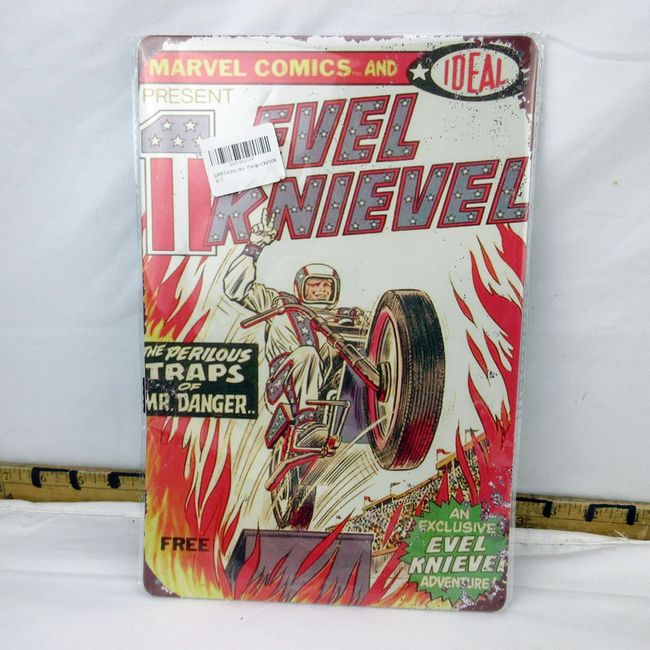 MARVEL COMICS AND
IDEAL
PRESENT
1 EVEL
KNIEVEL
THE PERILOUS
TRAPS
OF
MR. DANGER..
FREE
AN
EXCLUSIVE
EVEL
KNIEVEL
ADVENTURE!